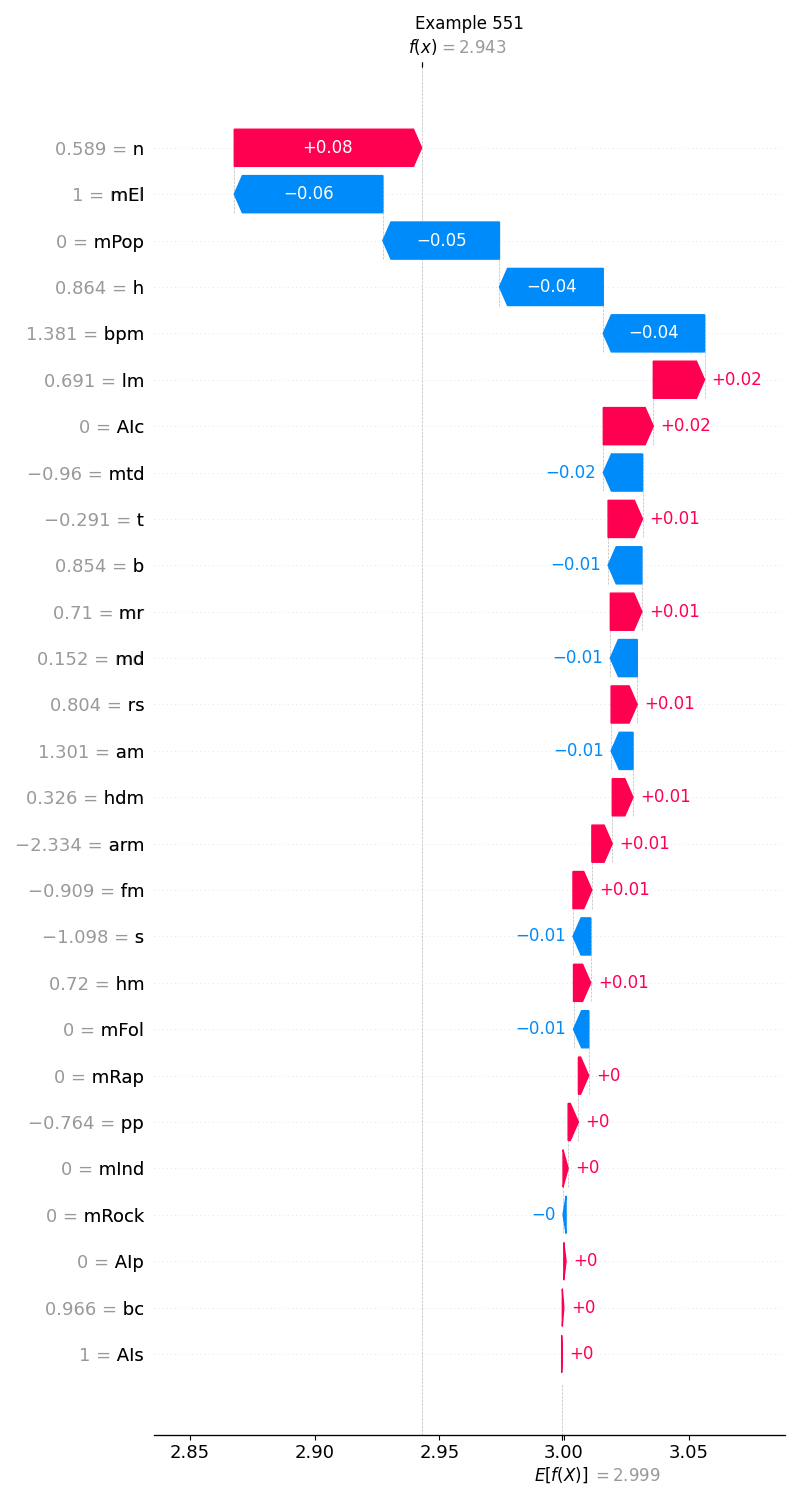 Example 551
f(x) = 2.943
0.589 = n +0.08
1 = mEl −0.06
0 = mPop −0.05
0.864 = h −0.04
1.381 = bpm −0.04
0.691 = lm +0.02
0 = AIc +0.02
−0.96 = mtd −0.02
−0.291 = t +0.01
0.854 = b −0.01
0.71 = mr +0.01
0.152 = md −0.01
0.804 = rs +0.01
1.301 = am −0.01
0.326 = hdm +0.01
−2.334 = arm +0.01
−0.909 = fm +0.01
−1.098 = s −0.01
0.72 = hm +0.01
0 = mFol −0.01
0 = mRap +0
−0.764 = pp +0
0 = mInd +0
0 = mRock −0
0 = AIp +0
0.966 = bc +0
1 = AIs +0
2.85 2.90 2.95 3.00 3.05
E[f(X)] = 2.999